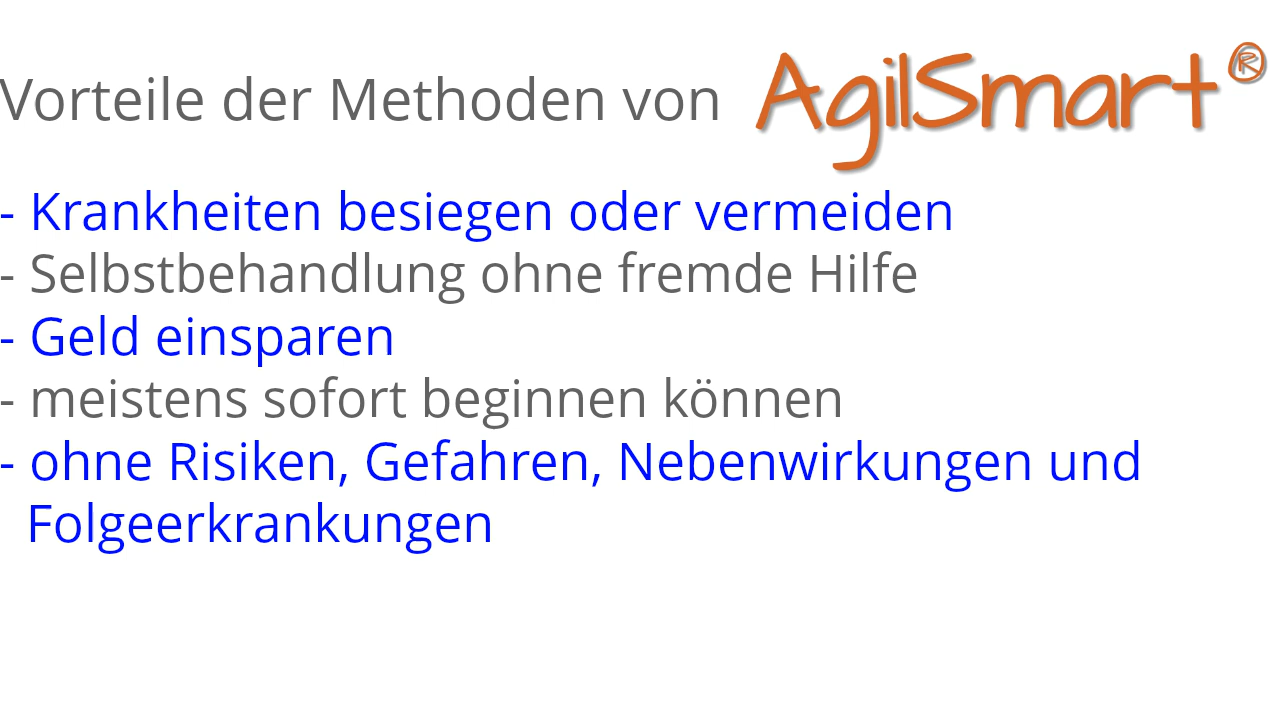 Vorteile der Methoden von AgilSmart®
- Krankheiten besiegen oder vermeiden
- Selbstbehandlung ohne fremde Hilfe
- Geld einsparen
- meistens sofort beginnen können
- ohne Risiken, Gefahren, Nebenwirkungen und
Folgeerkrankungen